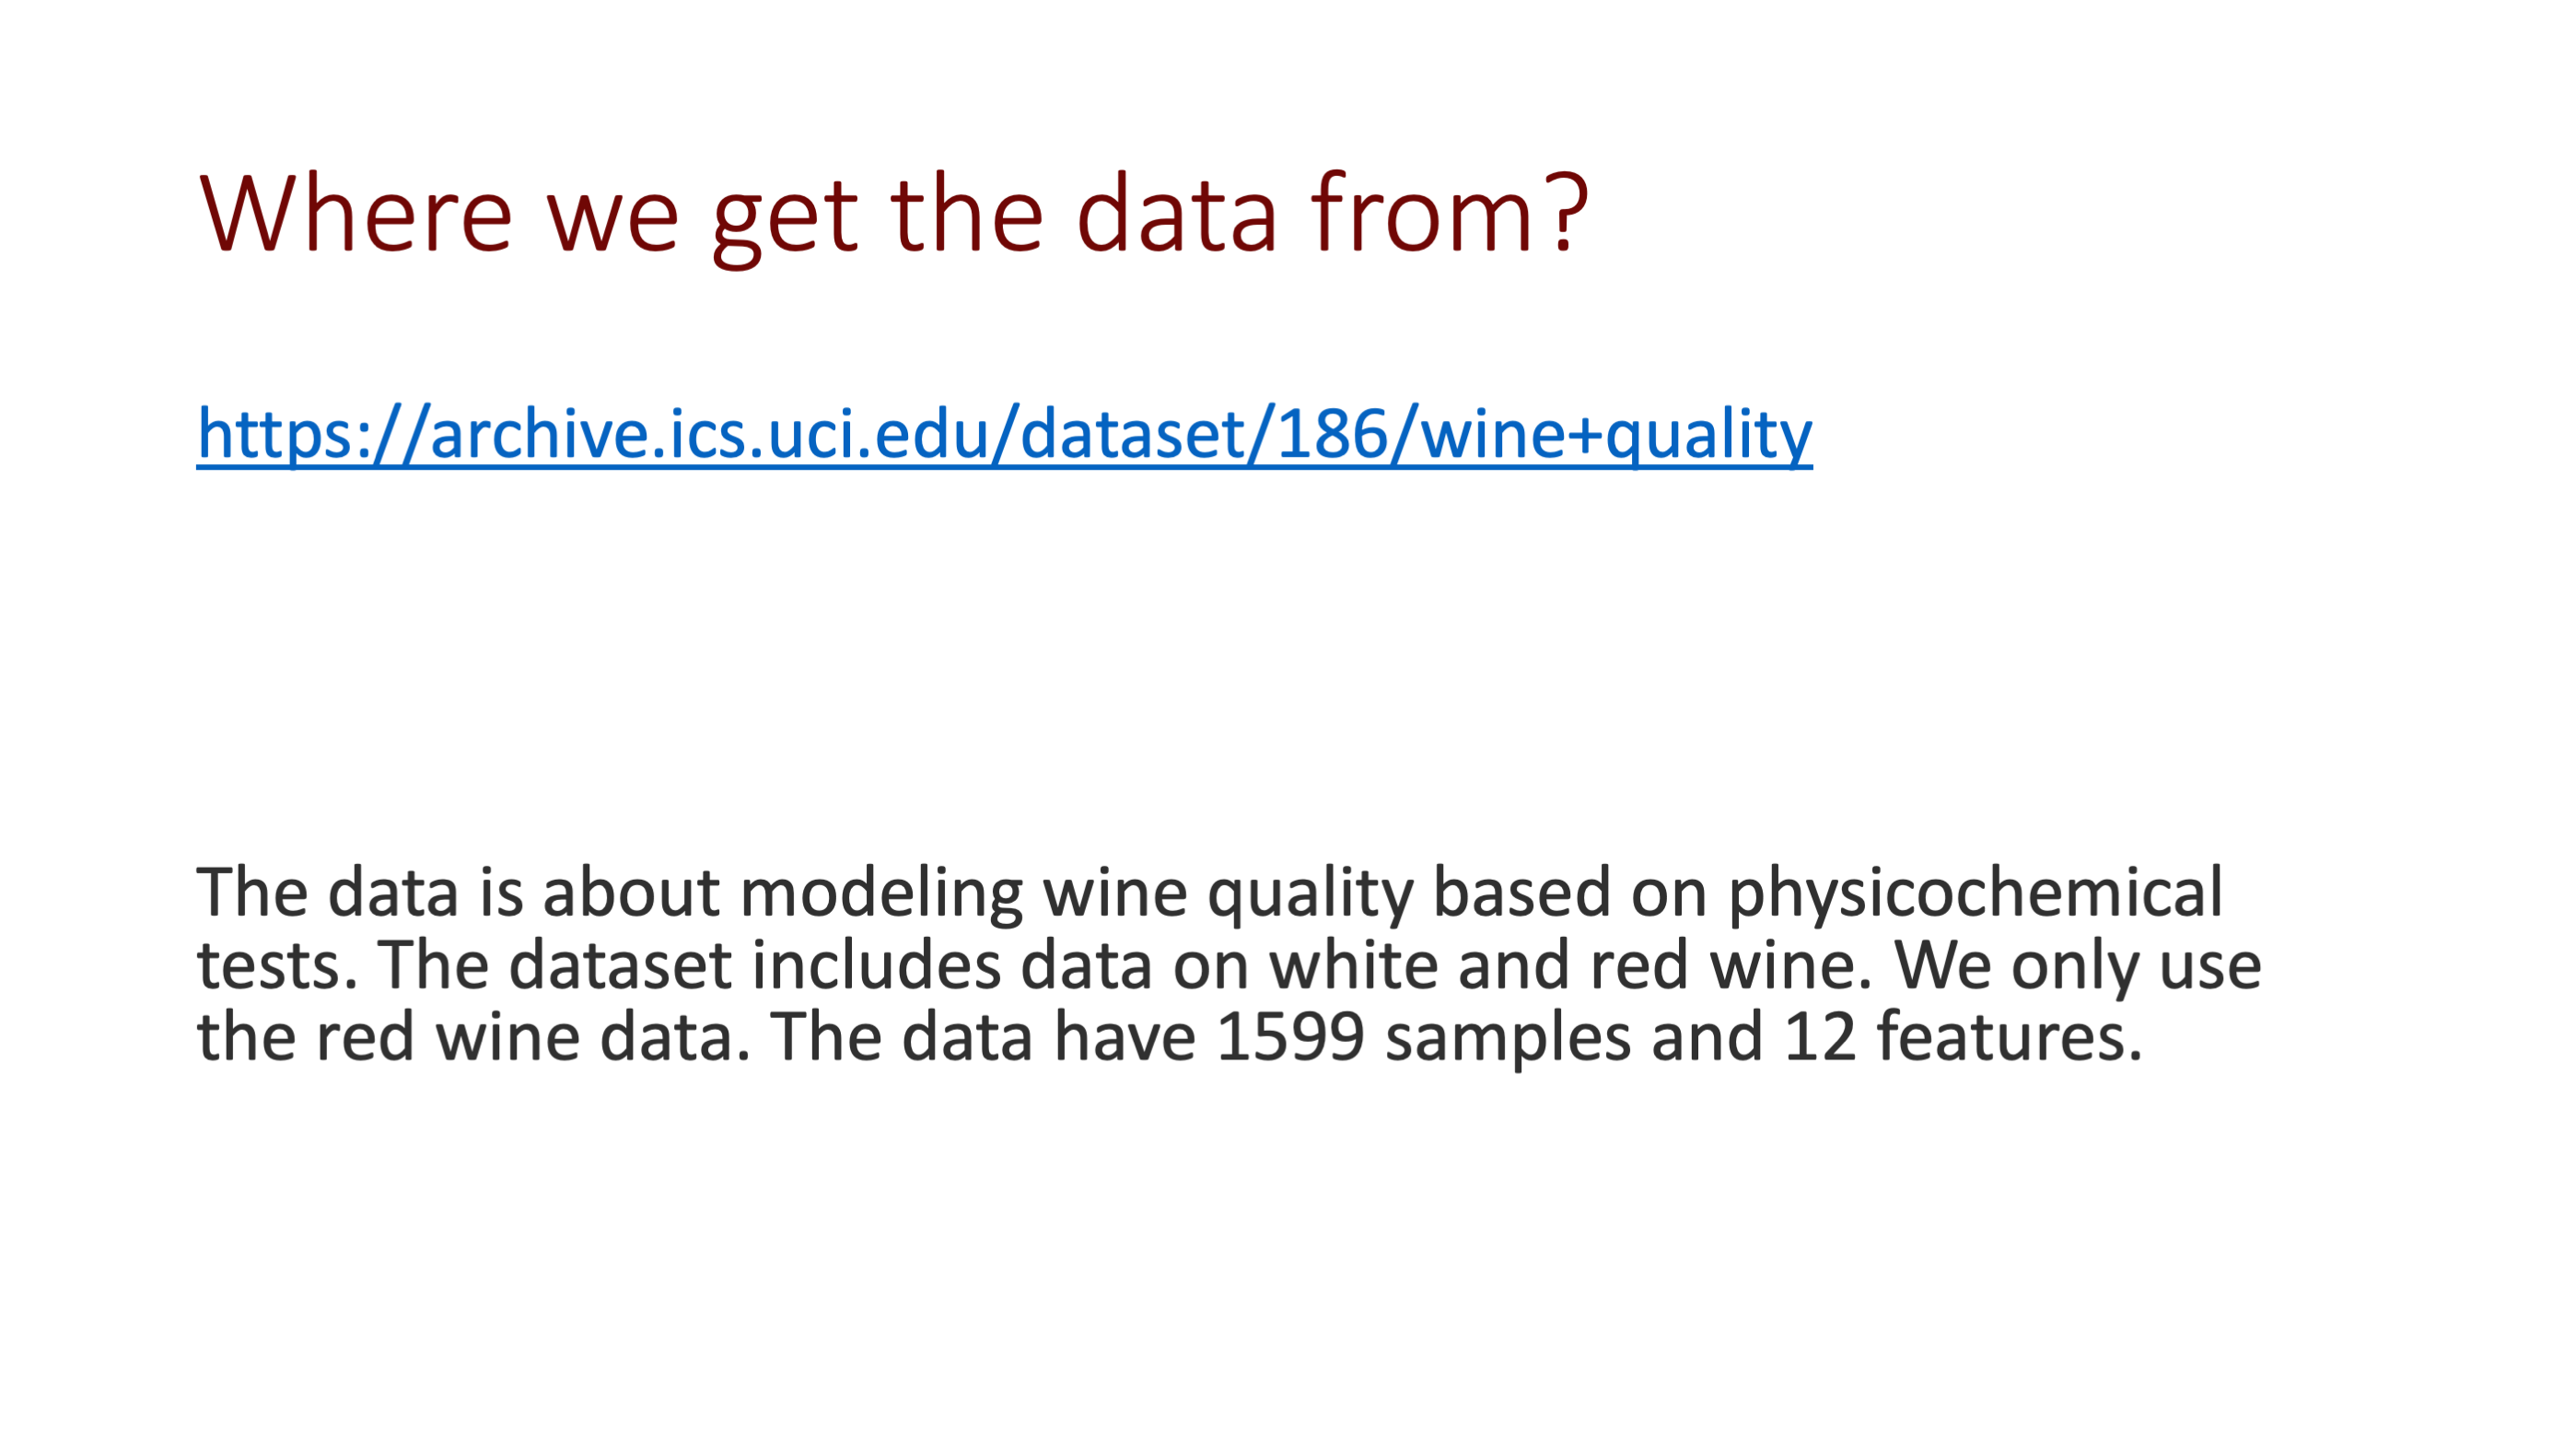 Where we get the data from?
https://archive.ics.uci.edu/dataset/186/wine+quality
The data is about modeling wine quality based on physicochemical
tests. The dataset includes data on white and red wine. We only use
the red wine data. The data have 1599 samples and 12 features.